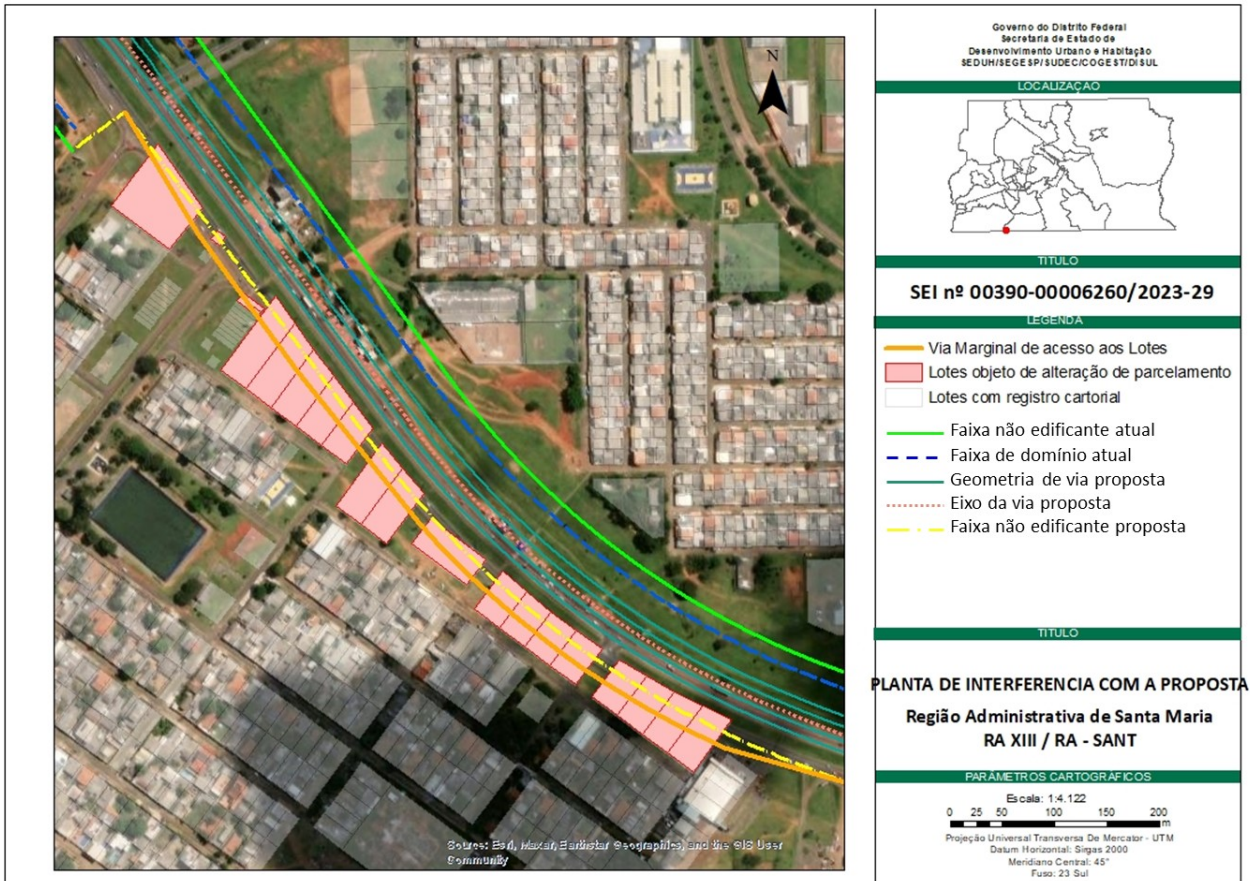 N
Source: Esri, Maxar, Earthstar Geographics, and the GIS User
Community
Governo do Distrito Federal
Secretaria de Estado de
Desenvolvimento Urbano e Habitação
SEDUH/SEGESP/SUDEC/COGEST/DISUL
LOCALIZAÇÃO
TITULO
SEI nº 00390-00006260/2023-29
LEGENDA
Via Marginal de acesso aos Lotes
Lotes objeto de alteração de parcelamento
Lotes com registro cartorial
Faixa não edificante atual
Faixa de domínio atual
Geometria de via proposta
Eixo da via proposta
Faixa não edificante proposta
TITULO
PLANTA DE INTERFERENCIA COM A PROPOSTA
Região Administrativa de Santa Maria
RA XIII / RA - SANT
PARÂMETROS CARTOGRÁFICOS
Escala: 1:4.122
0 25 50 100 150 200
m
Projeção Universal Transversa De Mercator - UTM
Datum Horizontal: Sirgas 2000
Meridiano Central: 45°
Fuso: 23 Sul